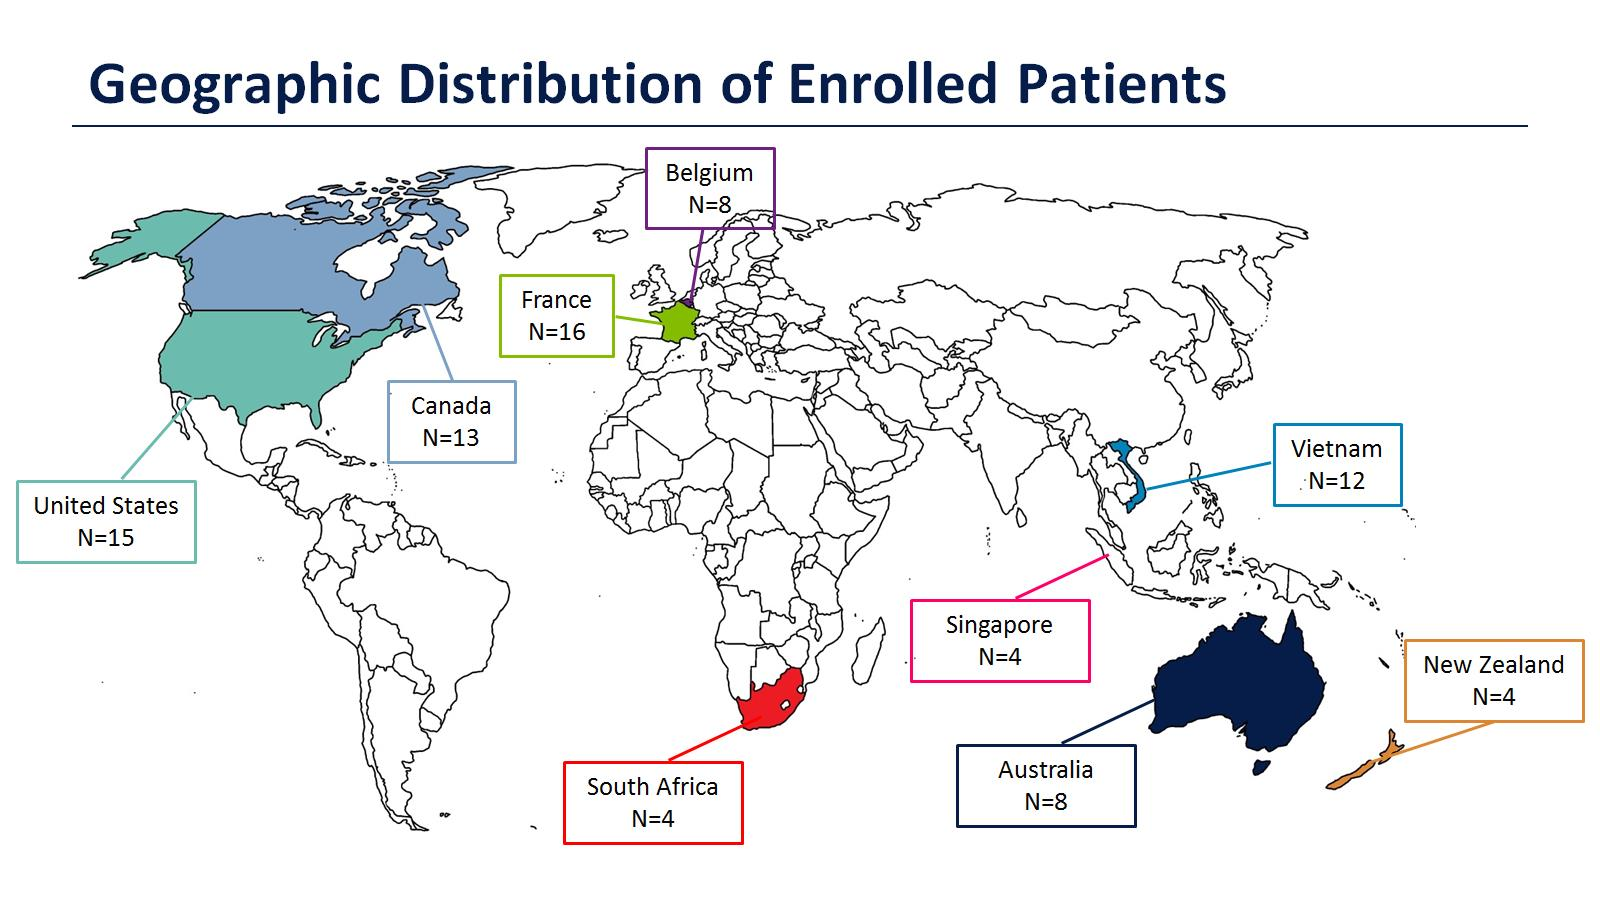 Geographic Distribution of Enrolled Patients
Belgium
N=8
France
N=16
Canada
N=13
United States
N=15
Vietnam
N=12
Singapore
N=4
New Zealand
N=4
Australia
N=8
South Africa
N=4